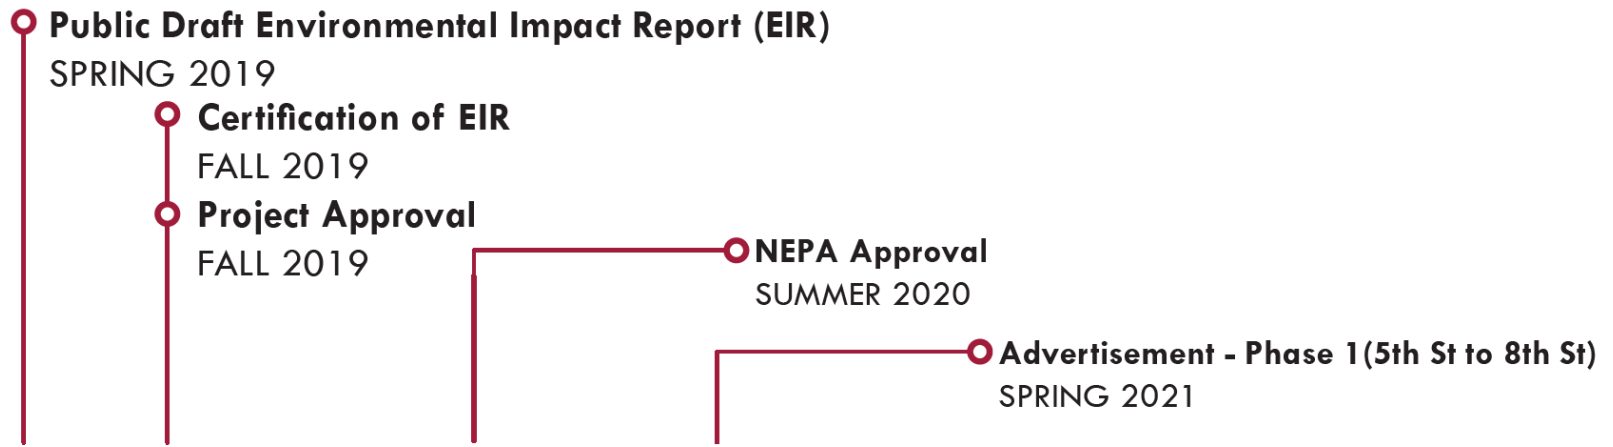 Public Draft Environmental Impact Report (EIR)
SPRING 2019
Certification of EIR
FALL 2019
Project Approval
FALL 2019
NEPA Approval
SUMMER 2020
Advertisement - Phase 1(5th St to 8th St)
SPRING 2021